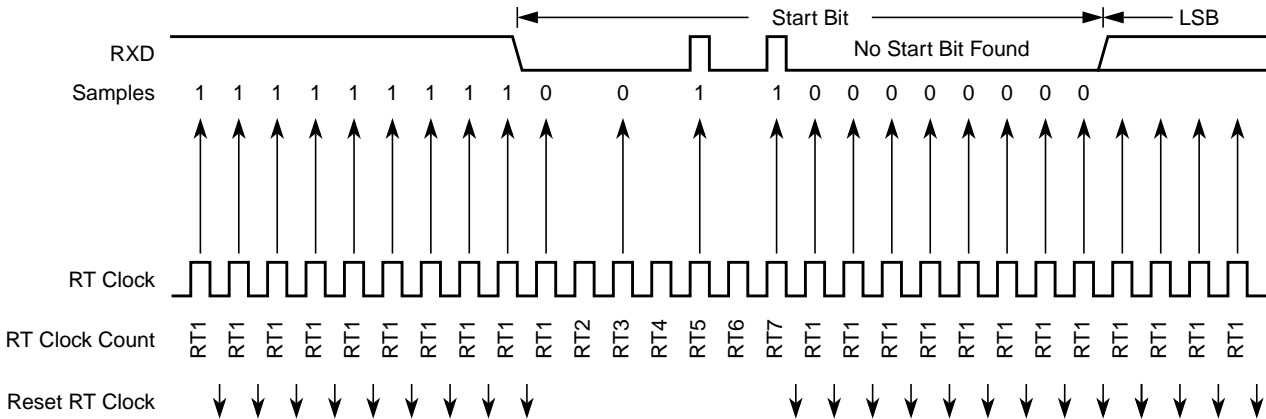 Start Bit LSB
RXD No Start Bit Found
Samples 1 1 1 1 1 1 1 1 1 0 0 1 1 0 0 0 0 0 0 0 0
RT Clock
RT Clock Count RT1 RT1 RT1 RT1 RT1 RT1 RT1 RT1 RT1 RT1 RT2 RT3 RT4 RT5 RT6 RT7 RT1 RT1 RT1 RT1 RT1 RT1 RT1 RT1 RT1 RT1 RT1 RT1
Reset RT Clock